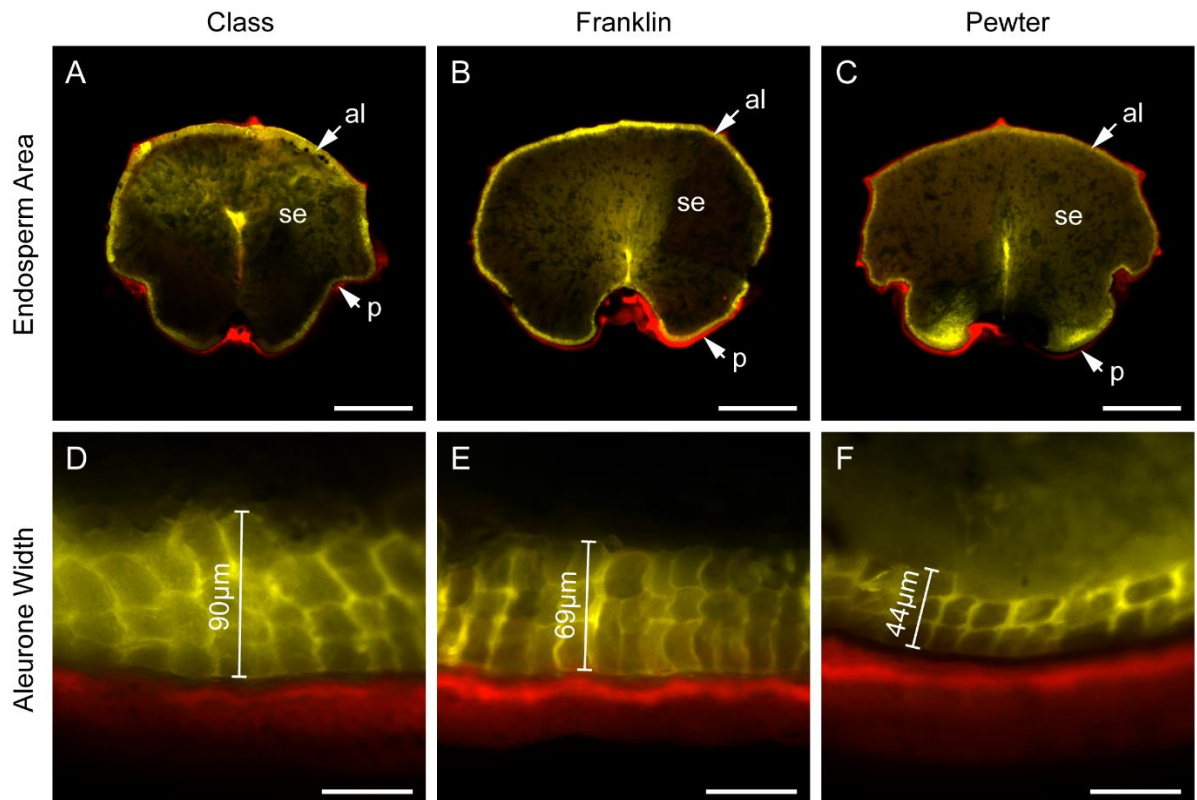 Class
Franklin
Pewter
Endosperm Area
A
al
se
p
B
al
se
p
C
al
se
p
Aleurone Width
D
90µm
E
69µm
F
44µm